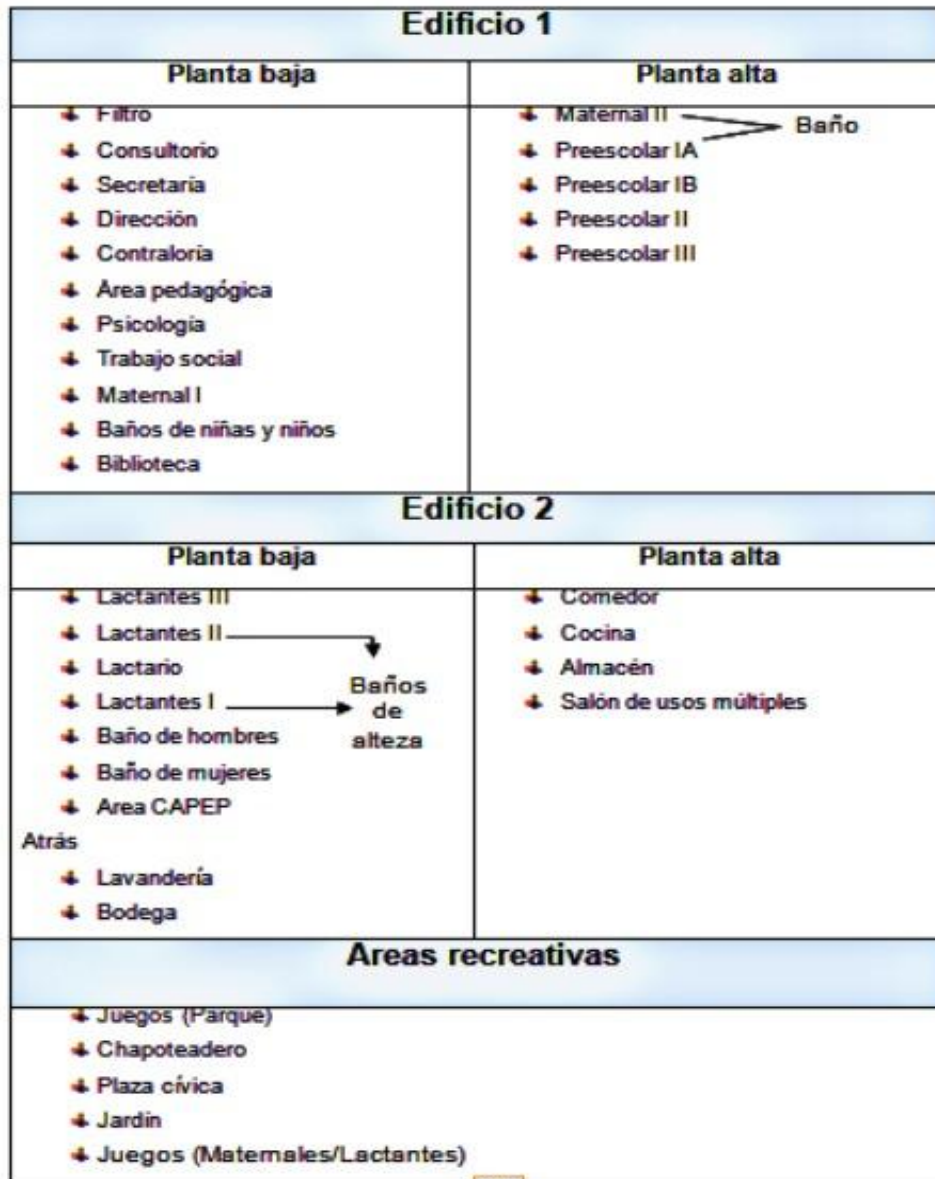 Edificio 1
Planta baja
Filtro
Consultorio
Secretaría
Dirección
Contraloría
Area pedagógica
Psicología
Trabajo social
Maternal I
Baños de niñas y niños
Biblioteca
Planta alta
Maternal II
Baño
Preescolar IA
Preescolar IB
Preescolar II
Preescolar III
Edificio 2
Planta baja
Lactantes III
Lactantes II
Lactario
Lactantes I
Baños
de
alteza
Baño de hombres
Baño de mujeres
Area CAPEP
Atrás
Lavandería
Bodega
Planta alta
Comedor
Cocina
Almacén
Salón de usos múltiples
Areas recreativas
Juegos (Parque)
Chapoteadero
Plaza cívica
Jardin
Juegos (Maternales/Lactantes)